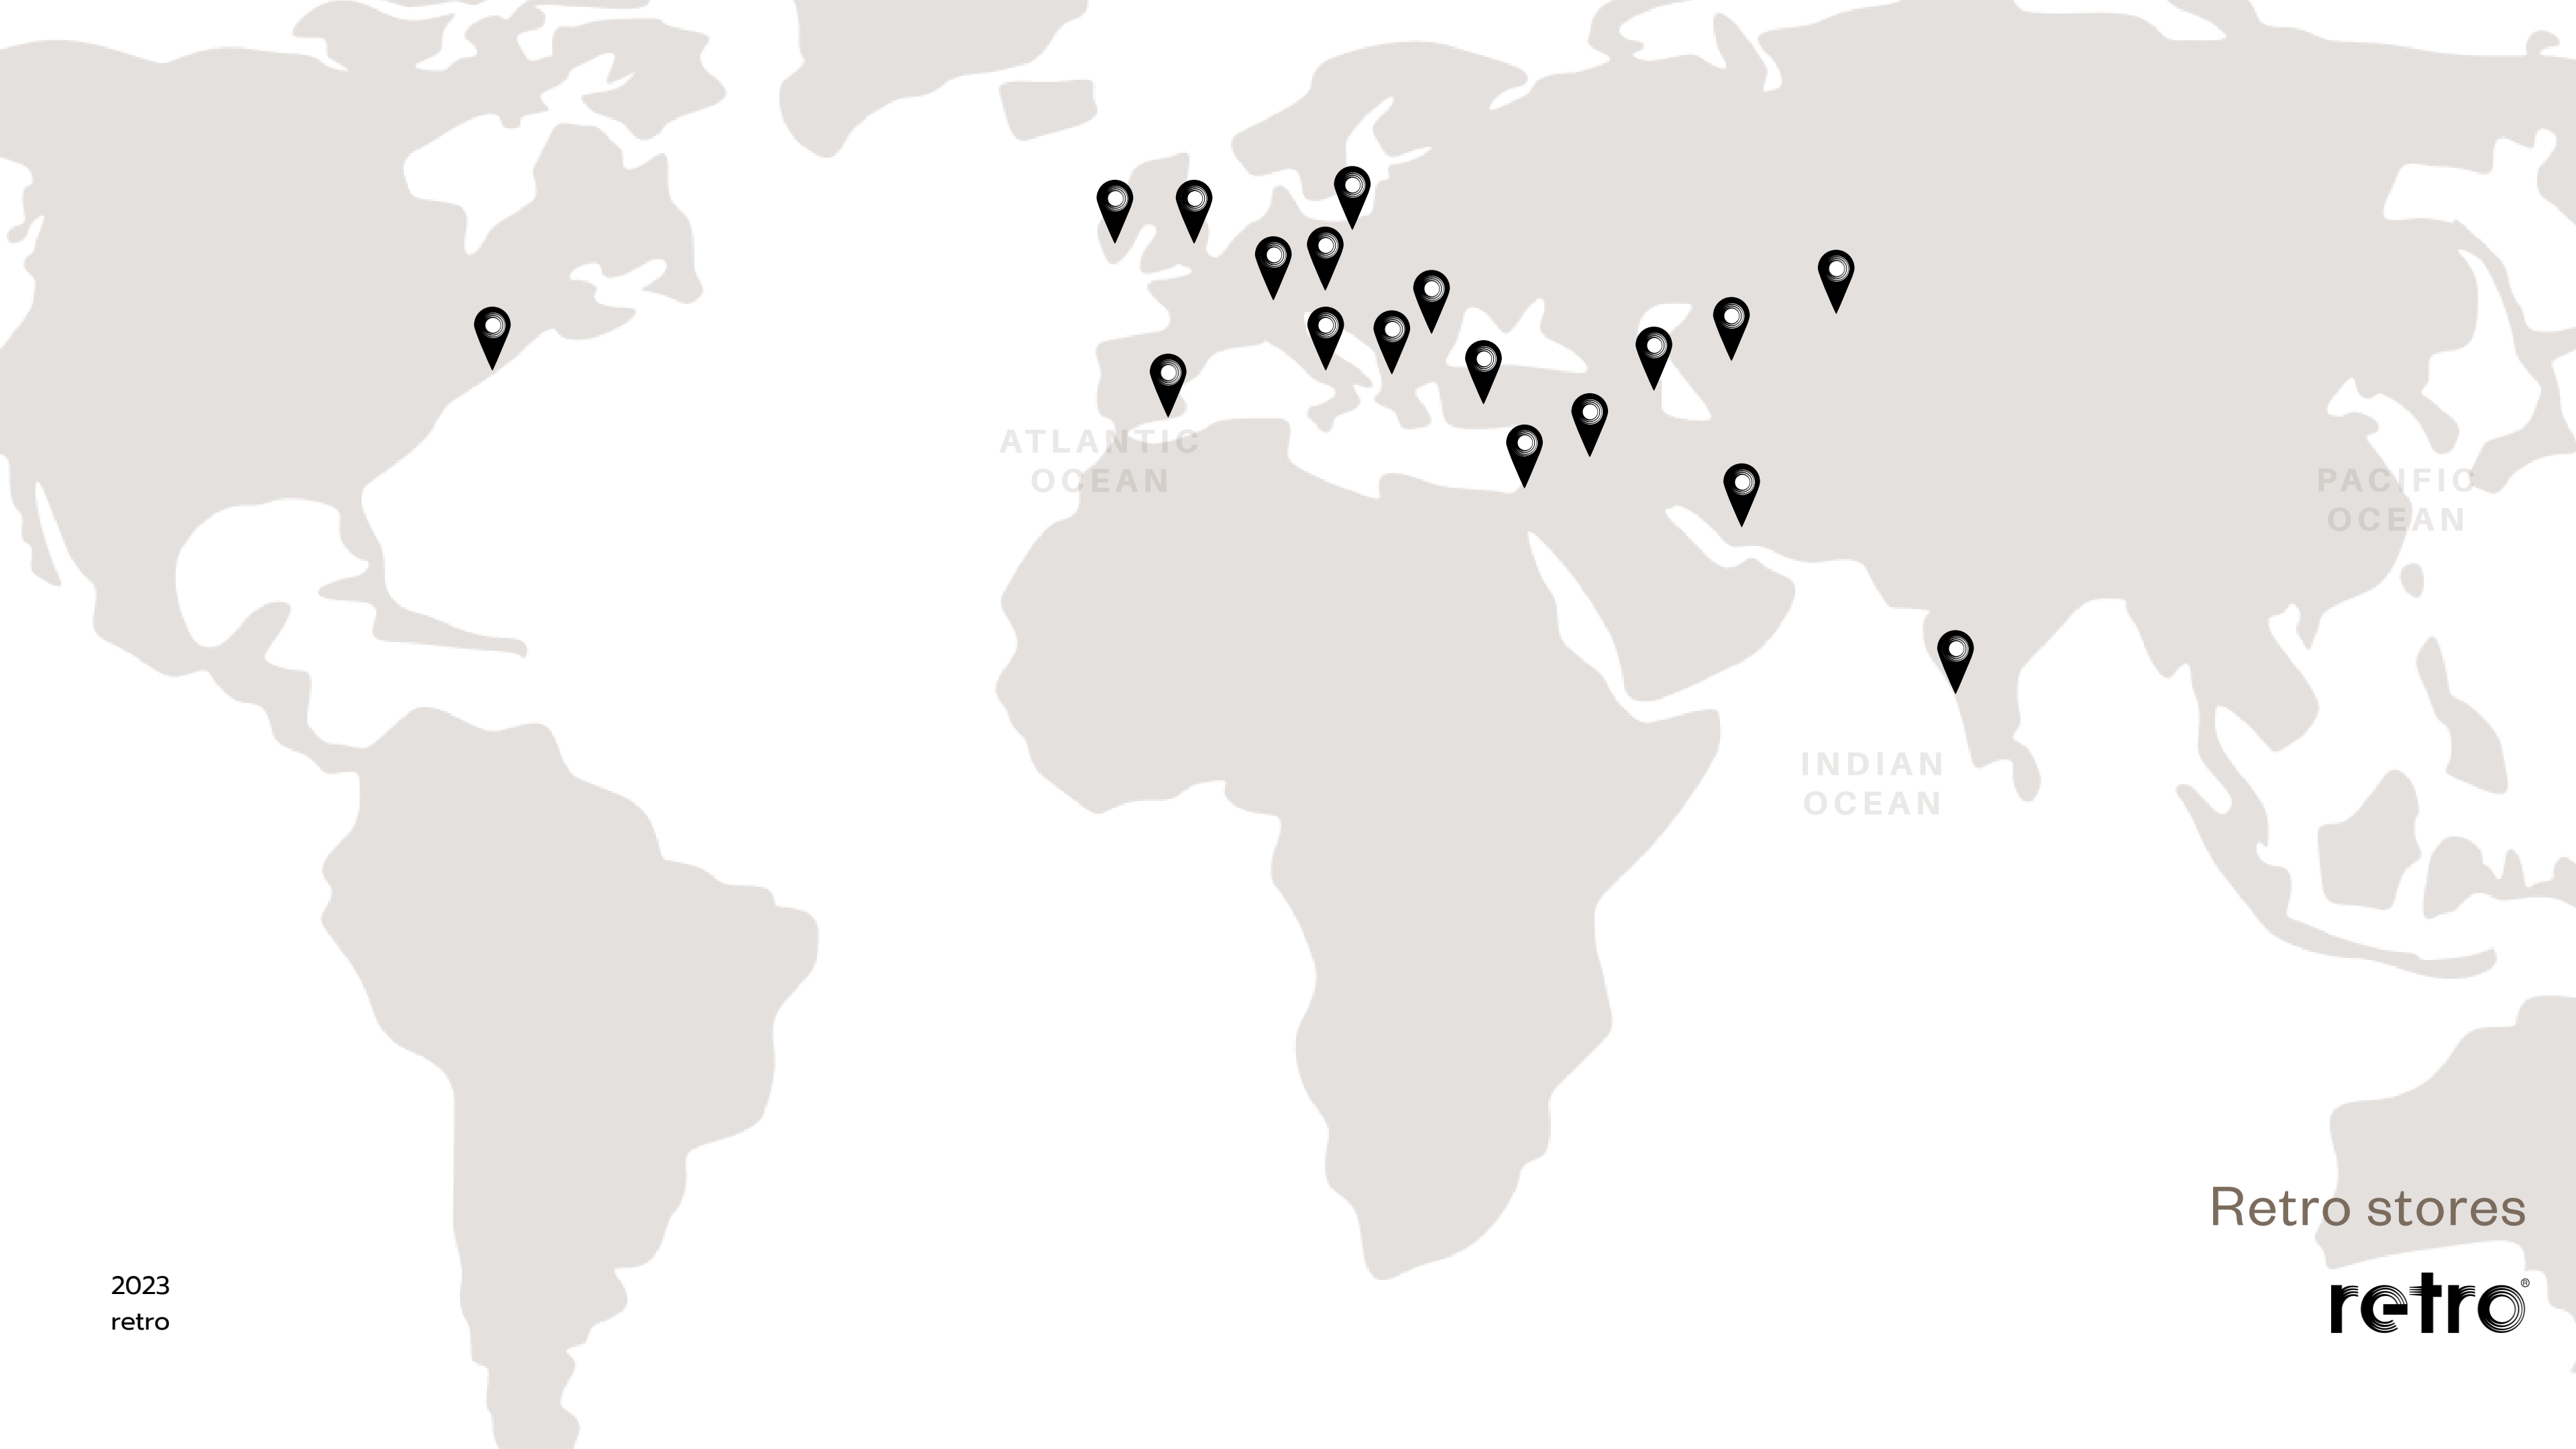 ATLANTIC
OCEAN
PACIFIC
OCEAN
INDIAN
OCEAN
Retro stores
2023
retro
retro®